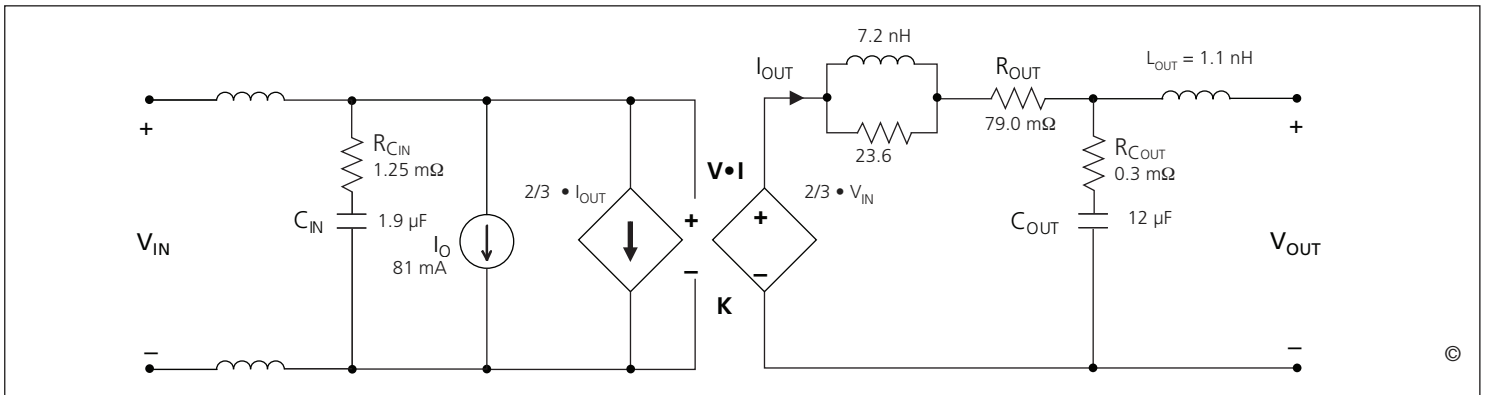 7.2 nH
I_OUT
R_OUT
L_OUT = 1.1 nH
79.0 mΩ
23.6
+
R_CIN
1.25 mΩ
C_IN
1.9 µF
V_IN
I_O
81 mA
2/3 • I_OUT
V•I
+
–
K
2/3 • V_IN
+
–
R_COUT
0.3 mΩ
C_OUT
12 µF
+
V_OUT
–
–
©